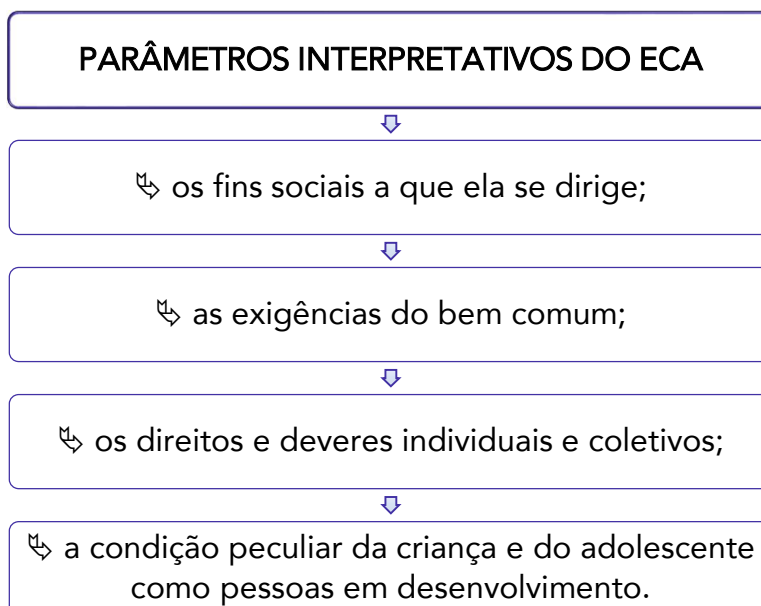 PARÂMETROS INTERPRETATIVOS DO ECA
os fins sociais a que ela se dirige;
as exigências do bem comum;
os direitos e deveres individuais e coletivos;
a condição peculiar da criança e do adolescente
como pessoas em desenvolvimento.